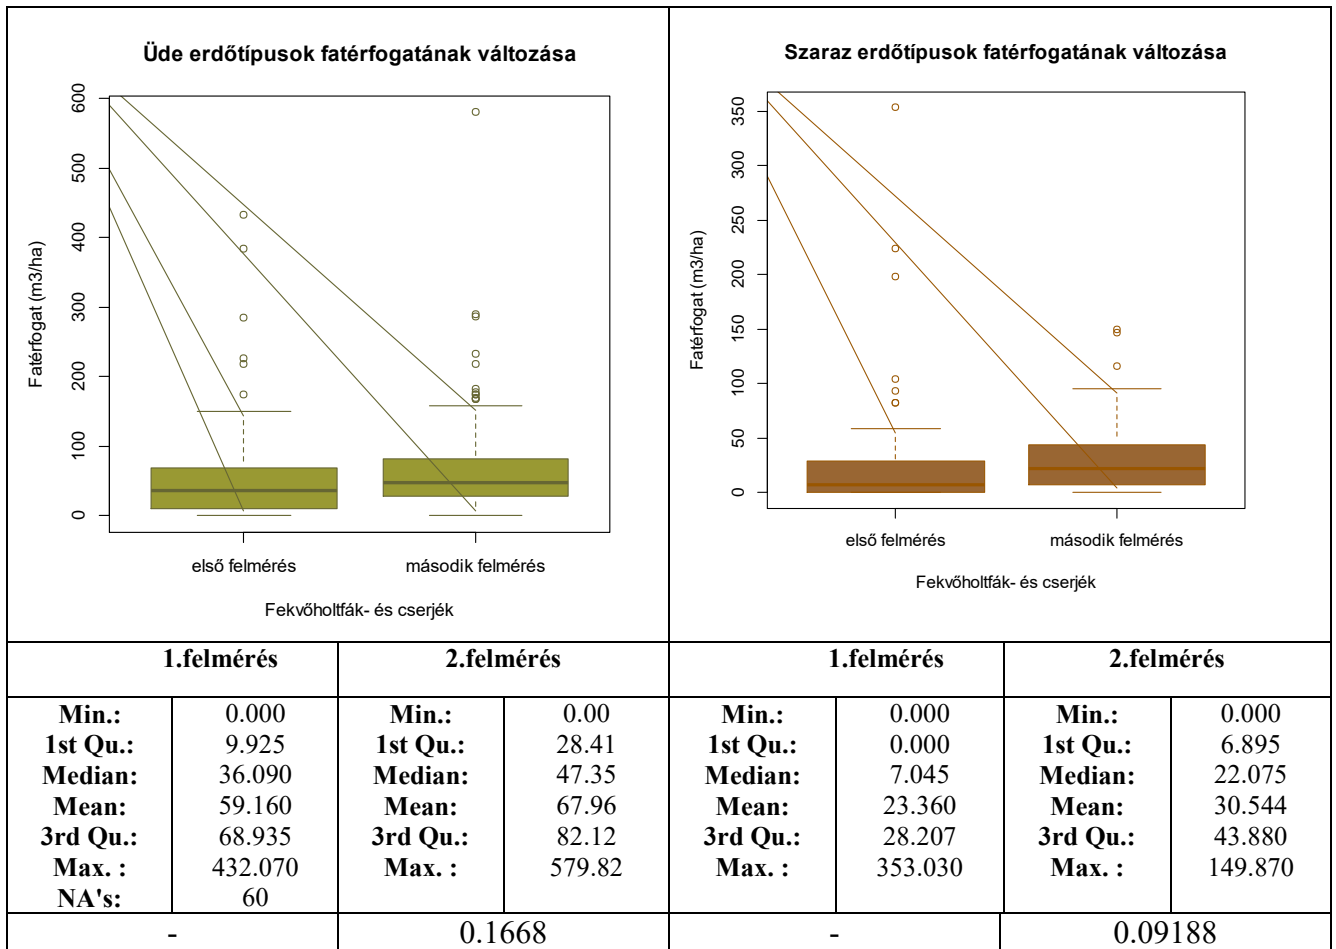 Üde erdőtípusok fatérfogatának változása
Fatérfogat (m3/ha)
600
500
400
300
200
100
0
első felmérés második felmérés
Fekvőholtfák- és cserjék
Szaraz erdőtípusok fatérfogatának változása
Fatérfogat (m3/ha)
350
300
250
200
150
100
50
0
első felmérés második felmérés
Fekvőholtfák- és cserjék
1.felmérés 2.felmérés 1.felmérés 2.felmérés
Min.: 0.000 Min.: 0.00 Min.: 0.000 Min.: 0.000
1st Qu.: 9.925 1st Qu.: 28.41 1st Qu.: 0.000 1st Qu.: 6.895
Median: 36.090 Median: 47.35 Median: 7.045 Median: 22.075
Mean: 59.160 Mean: 67.96 Mean: 23.360 Mean: 30.544
3rd Qu.: 68.935 3rd Qu.: 82.12 3rd Qu.: 28.207 3rd Qu.: 43.880
Max. : 432.070 Max. : 579.82 Max. : 353.030 Max. : 149.870
NA's: 60
- 0.1668 - 0.09188